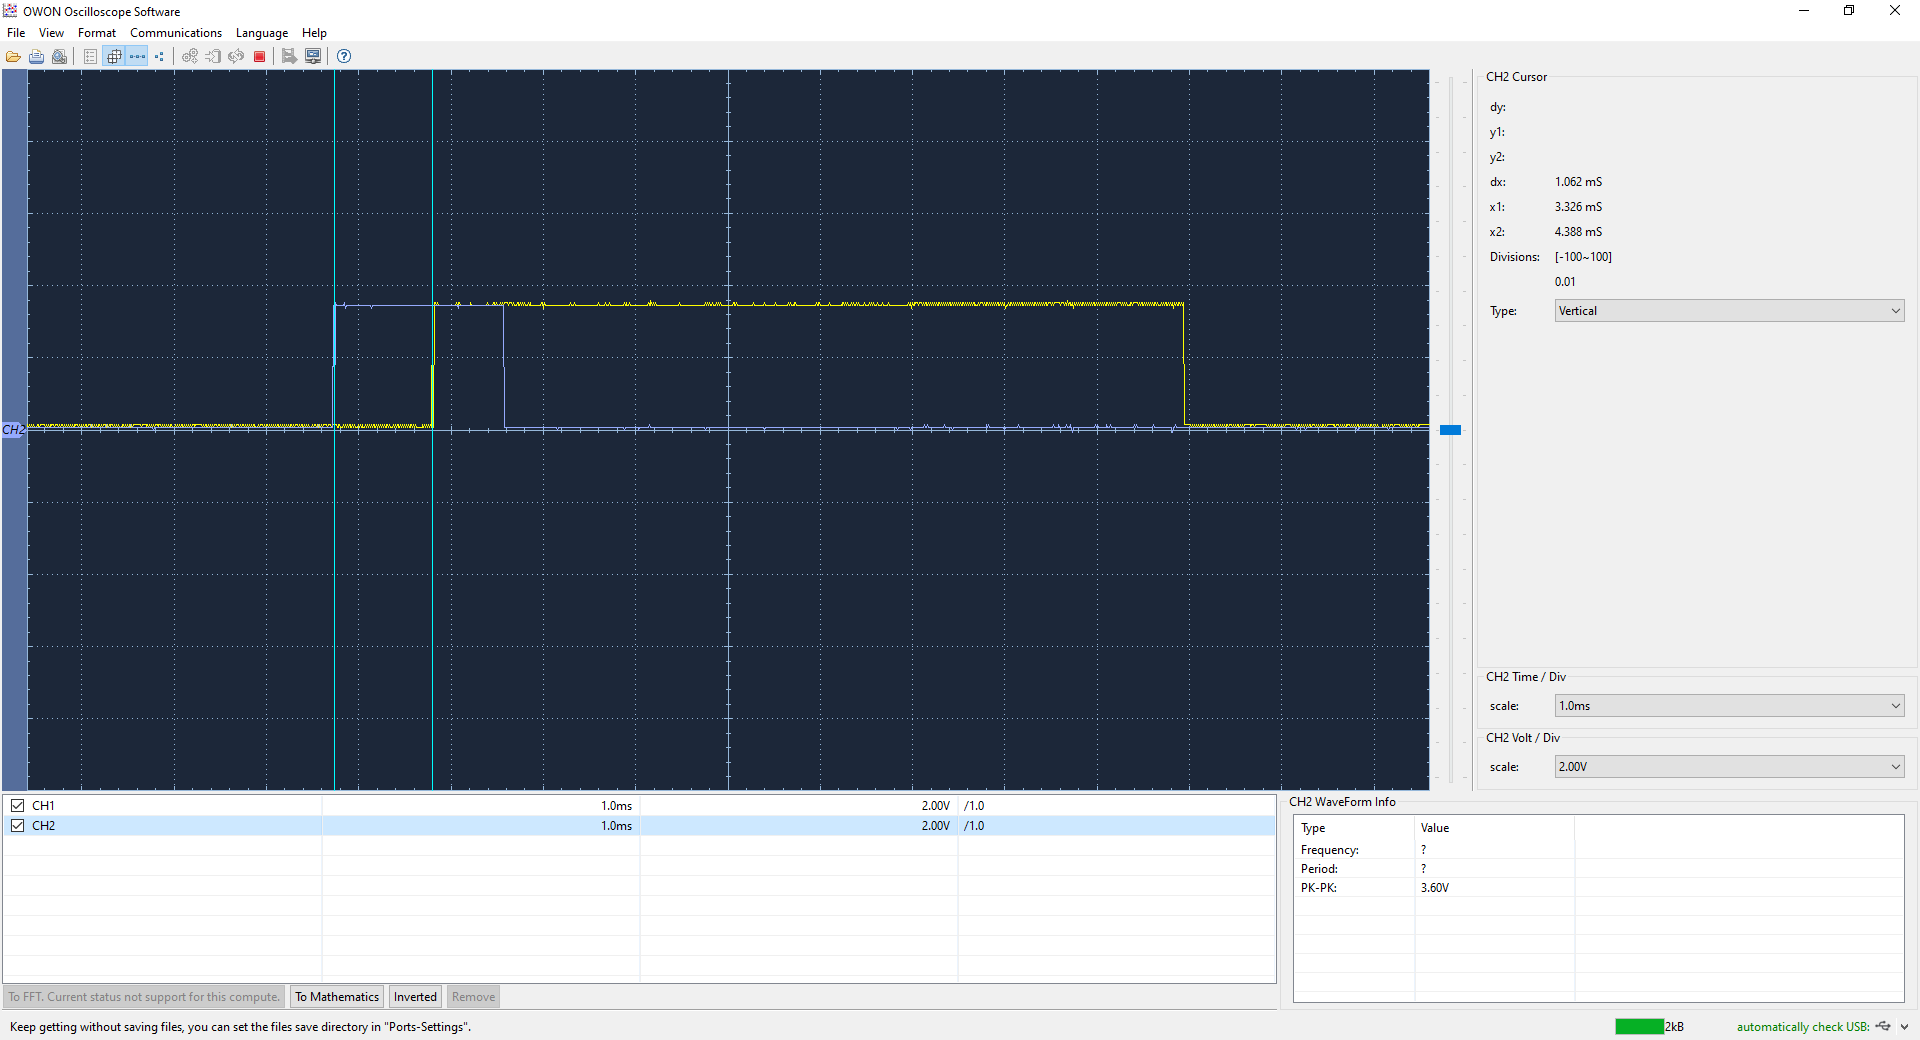 OWON Oscilloscope Software
File View Format Communications Language Help
CH2
CH2 Cursor
dy:
y1:
y2:
dx: 1.062 mS
x1: 3.326 mS
x2: 4.388 mS
Divisions: [-100~100]
0.01
Type: Vertical
CH2 Time / Div
scale: 1.0ms
CH2 Volt / Div
scale: 2.00V
CH1 1.0ms 2.00V /1.0
CH2 1.0ms 2.00V /1.0
CH2 WaveForm Info
Type Value
Frequency: ?
Period: ?
PK-PK: 3.60V
To FFT. Current status not support for this compute. To Mathematics Inverted Remove
Keep getting without saving files, you can set the files save directory in "Ports-Settings". 2kB automatically check USB: